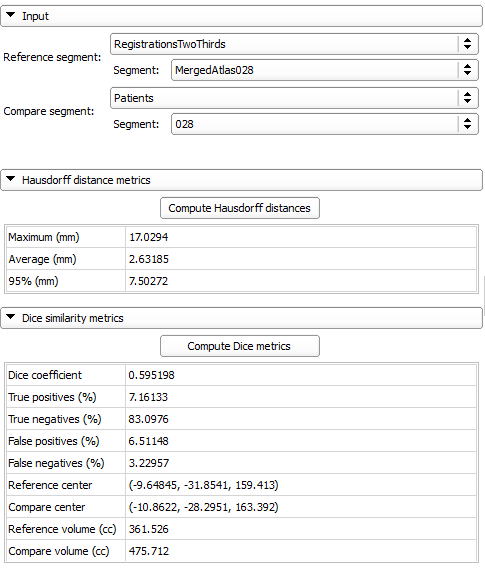 Input
Reference segment:
RegistrationsTwoThirds
Segment: MergedAtlas028
Compare segment:
Patients
Segment: 028
Hausdorff distance metrics
Compute Hausdorff distances
Maximum (mm) 17.0294
Average (mm) 2.63185
95% (mm) 7.50272
Dice similarity metrics
Compute Dice metrics
Dice coefficient 0.595198
True positives (%) 7.16133
True negatives (%) 83.0976
False positives (%) 6.51148
False negatives (%) 3.22957
Reference center (-9.64845, -31.8541, 159.413)
Compare center (-10.8622, -28.2951, 163.392)
Reference volume (cc) 361.526
Compare volume (cc) 475.712